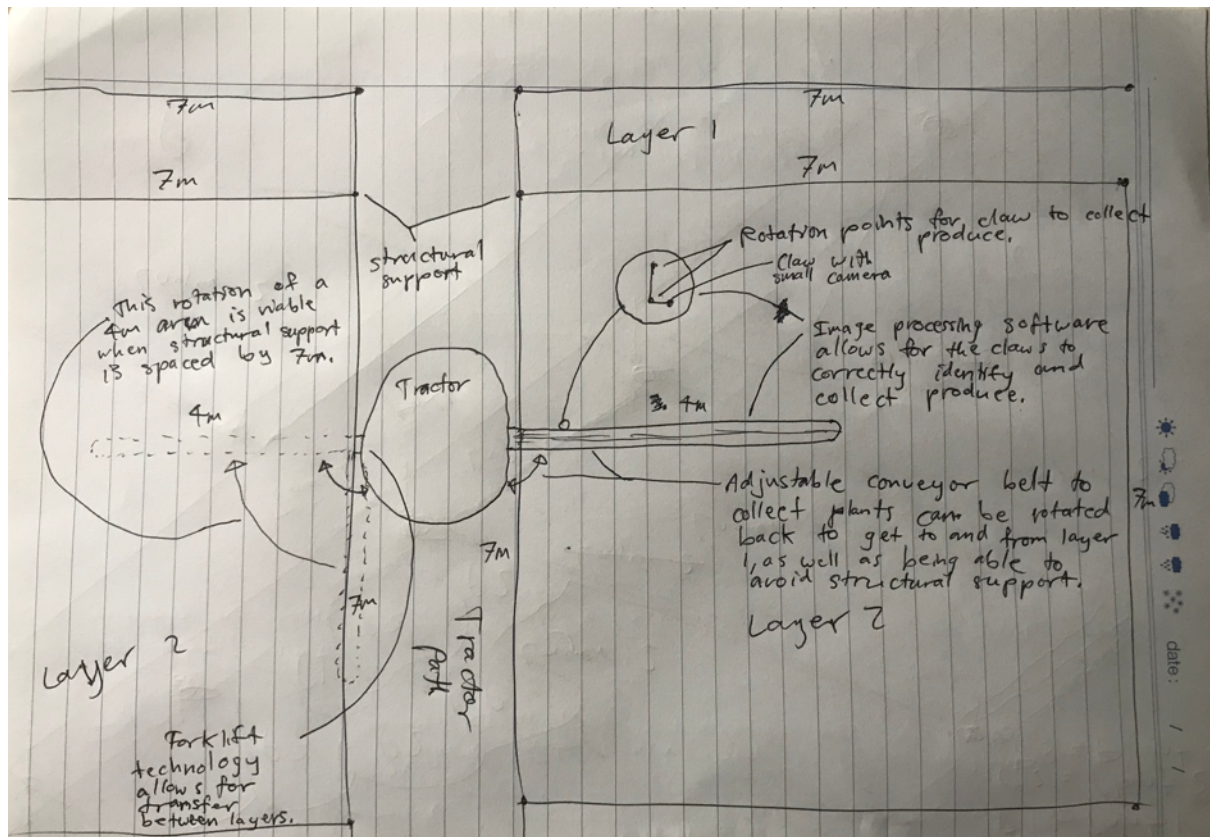 7m
7m
Layer 1
7m
7m
structural
support
This rotation of a
4m area is viable
when structural support
is spaced by 7m.
Rotation points for claw to collect
produce.
Claw with
small camera
Image processing software
allows for the claws to
correctly identify and
collect produce.
Tractor
4m
4m
Adjustable conveyor belt to
collect plants can be rotated
back to get to and from layer
1, as well as being able to
avoid structural support.
7m
7m
7m
Layer 2
Tractor
Path
Layer 2
Forklift
technology
allows for
transfer
between layers.
date: / /